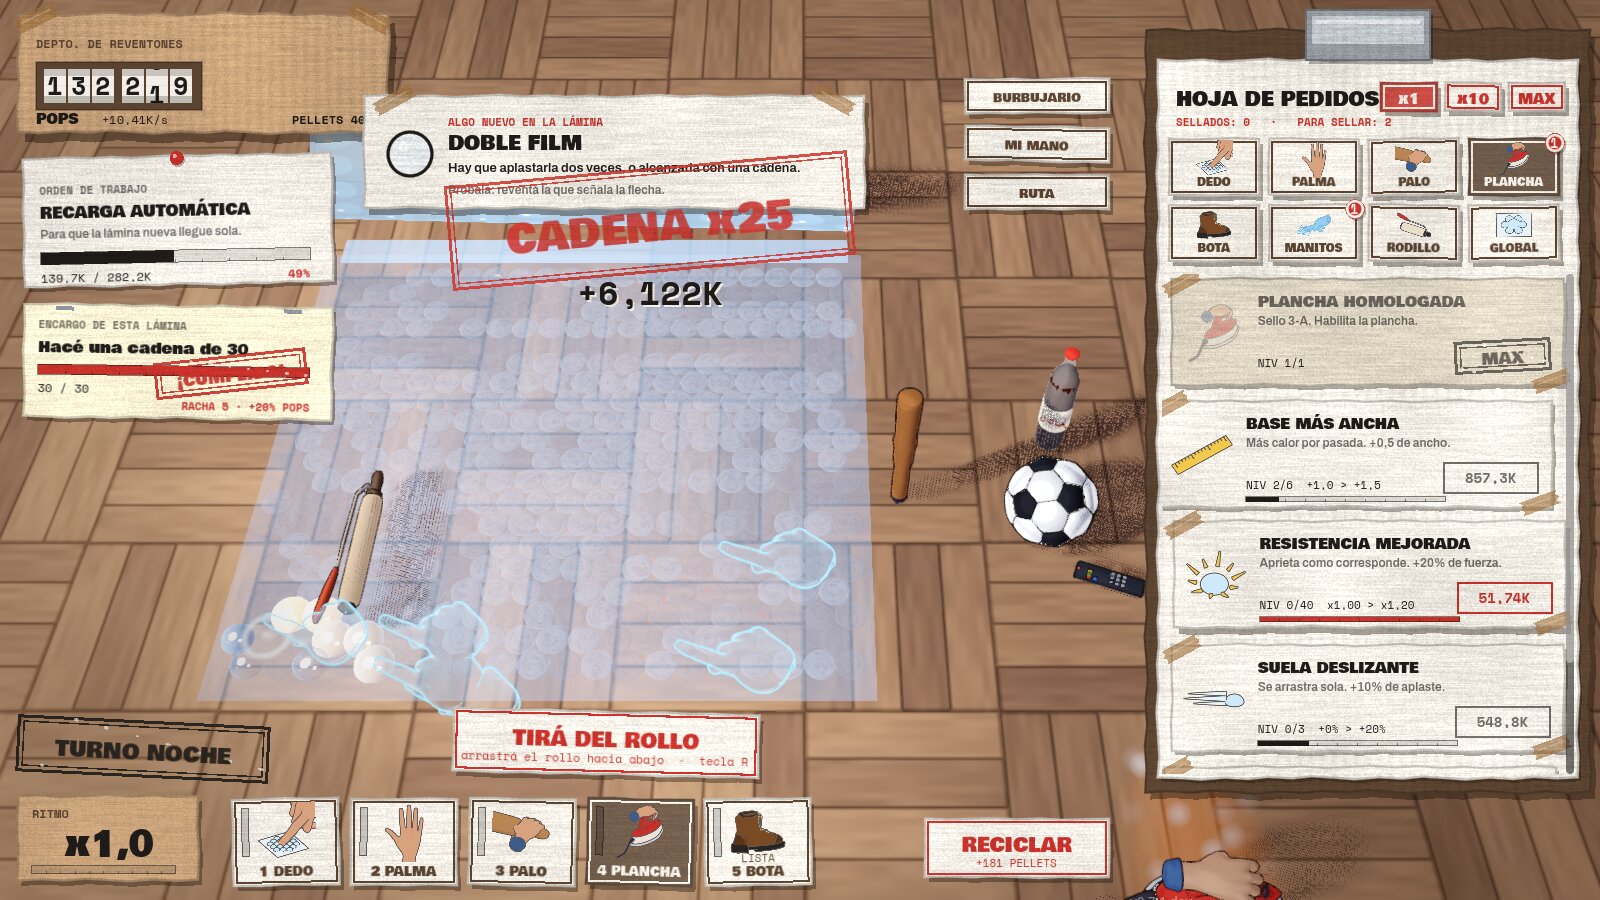 DEPTO. DE REVENTONES
POPS +10,41K/s PELLETS 40
ORDEN DE TRABAJO
RECARGA AUTOMÁTICA
Para que la lámina nueva llegue sola.
139.7K / 282.2K 49%
ENCARGO DE ESTA LÁMINA
Hacé una cadena de 30
30 / 30
RACHA 5 · +20% POPS
ALGO NUEVO EN LA LÁMINA
DOBLE FILM
Hay que aplastarla dos veces, o alcanzarla con una cadena.
Probala: reventá la que señala la flecha.
CADENA x25
+6,122K
BURBUJARIO
MI MANO
RUTA
HOJA DE PEDIDOS x1 x10 MAX
SELLADOS: 0 · PARA SELLAR: 2
DEDO
PALMA
PALO
PLANCHA
1
BOTA
MANITOS
1
RODILLO
GLOBAL
PLANCHA HOMOLOGADA
Sello 3-A. Habilita la plancha.
NIV 1/1
MAX
BASE MÁS ANCHA
Más calor por pasada. +0,5 de ancho.
NIV 2/6 +1.0 > +1.5
857,3K
RESISTENCIA MEJORADA
Aprieta como corresponde. +20% de fuerza.
NIV 0/40 x1.00 > x1.20
51,74K
SUELA DESLIZANTE
Se arrastra sola. +10% de aplaste.
NIV 0/3 +0% > +20%
548,8K
TURNO NOCHE
TIRÁ DEL ROLLO
arrastrá el rollo hacia abajo · tecla R
RITMO
x1,0
1 DEDO
2 PALMA
3 PALO
4 PLANCHA
LISTA
5 BOTA
RECICLAR
+181 PELLETS